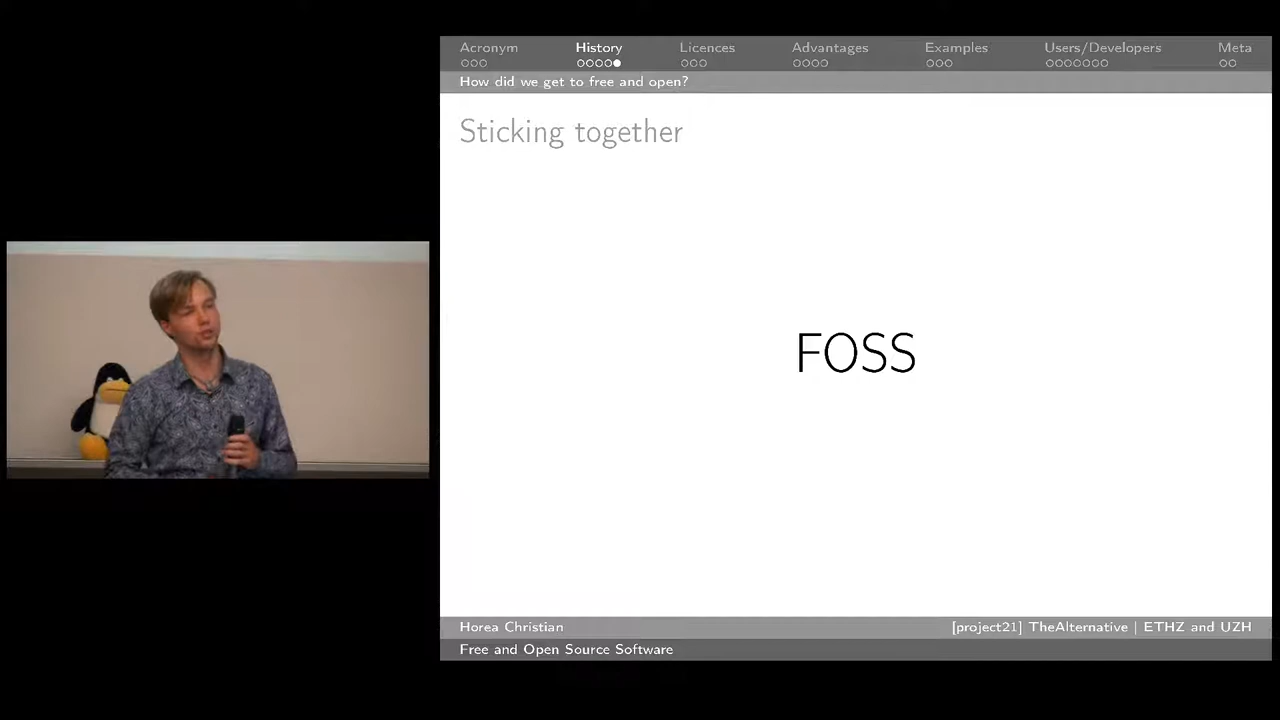 Acronym History Licences Advantages Examples Users/Developers Meta
How did we get to free and open?
Sticking together
FOSS
Horea Christian [project21] TheAlternative | ETHZ and UZH
Free and Open Source Software